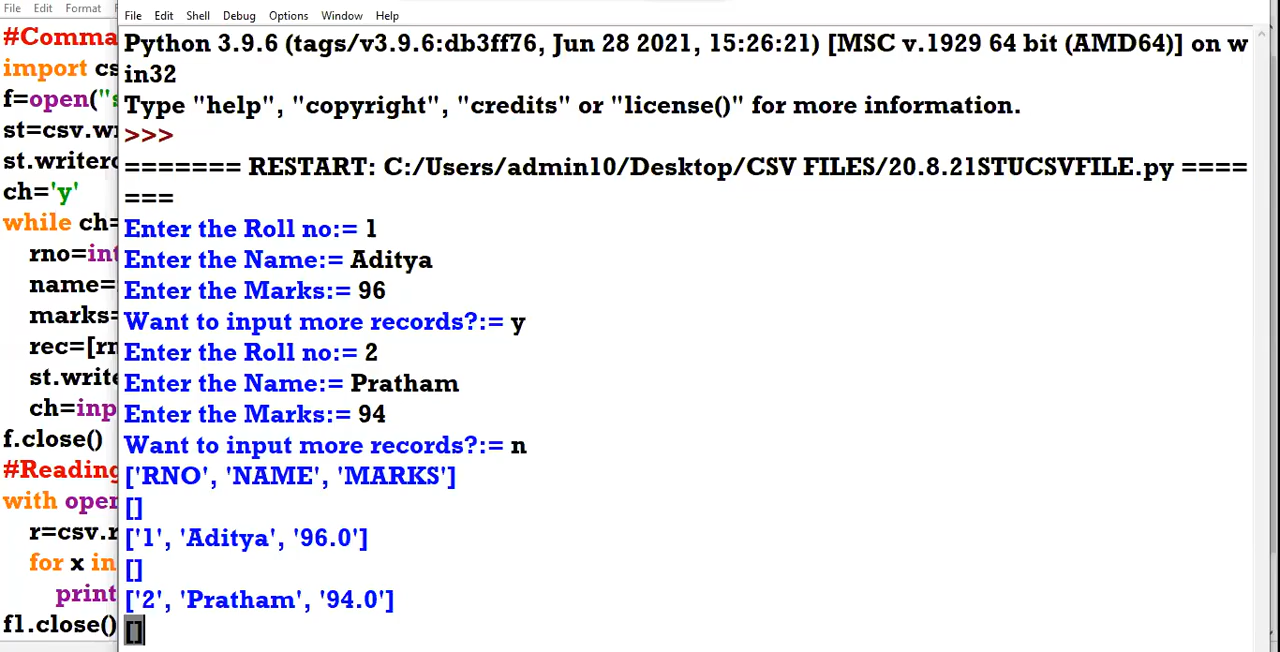 File Edit Format
File Edit Shell Debug Options Window Help
#Comma
import cs
f=open("s
st=csv.wr
st.writero
ch='y'
while ch=
rno=int
name=
marks=
rec=[rn
st.write
ch=inp
f.close()
#Reading
with open
r=csv.r
for x in
print
f1.close()
Python 3.9.6 (tags/v3.9.6:db3ff76, Jun 28 2021, 15:26:21) [MSC v.1929 64 bit (AMD64)] on w
in32
Type "help", "copyright", "credits" or "license()" for more information.
>>>
======= RESTART: C:/Users/admin10/Desktop/CSV FILES/20.8.21STUCSVFILE.py ====
===
Enter the Roll no:= 1
Enter the Name:= Aditya
Enter the Marks:= 96
Want to input more records?:= y
Enter the Roll no:= 2
Enter the Name:= Pratham
Enter the Marks:= 94
Want to input more records?:= n
['RNO', 'NAME', 'MARKS']
[]
['1', 'Aditya', '96.0']
[]
['2', 'Pratham', '94.0']
[]